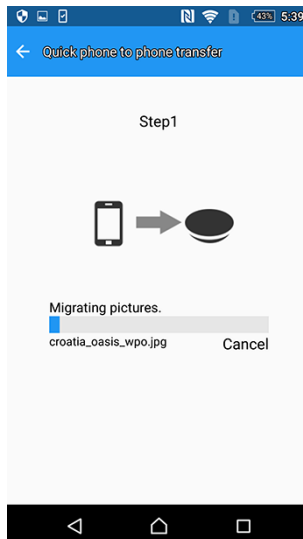 43% 5:39
Quick phone to phone transfer
Step1
Migrating pictures.
croatia_oasis_wpo.jpg
Cancel